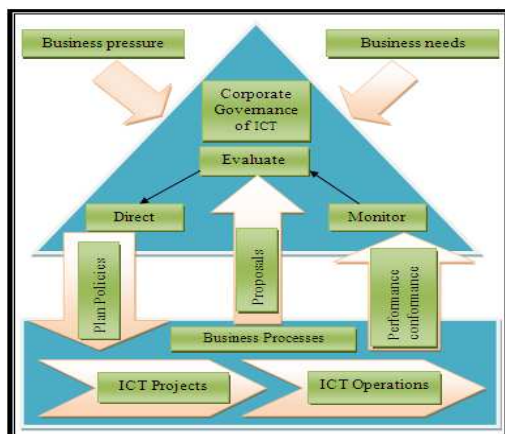 Business pressure
Business needs
Corporate
Governance
of ICT
Evaluate
Direct
Monitor
Plan Policies
Proposals
Performance
conformance
Business Processes
ICT Projects
ICT Operations